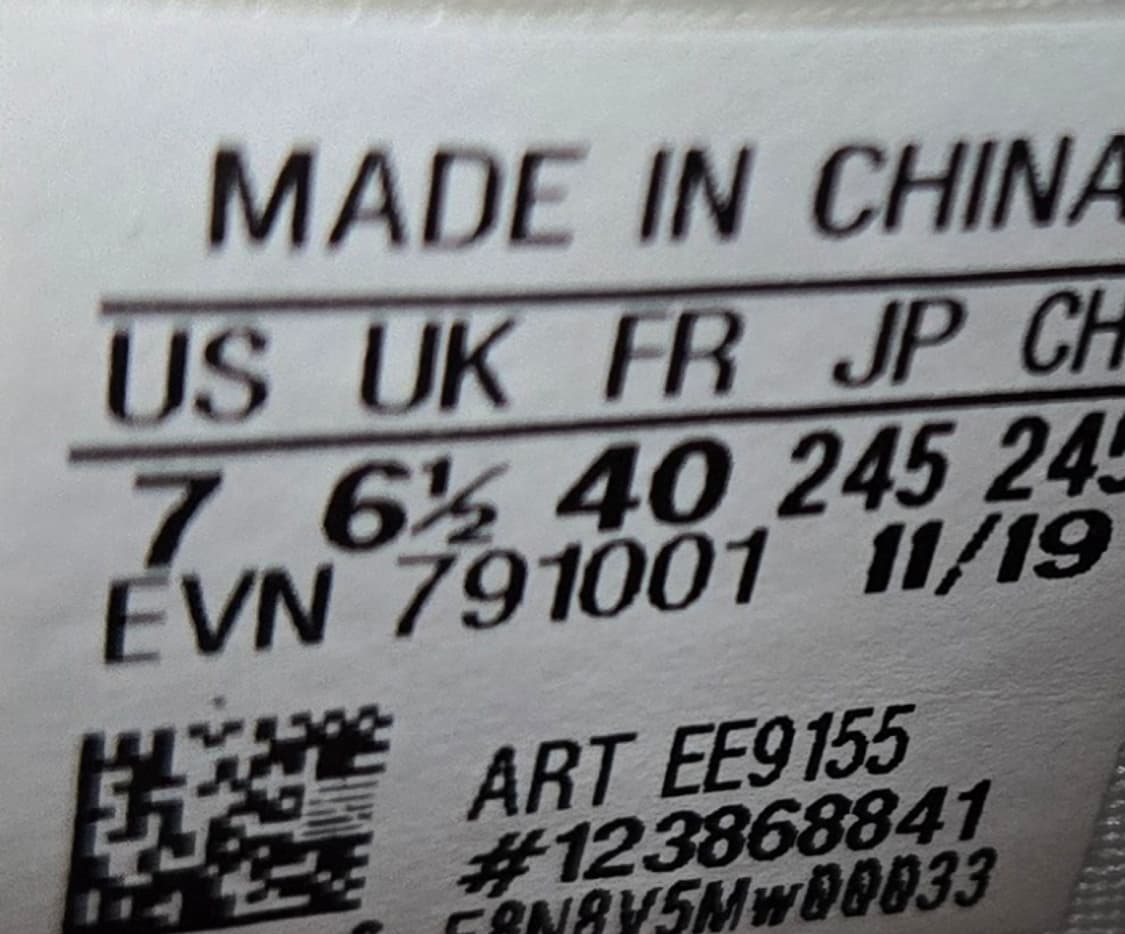 MADE IN CHINA
US UK FR JP CH
7 6½ 40 245 245
EVN 791001 11/19
ART EE9155
#123868841